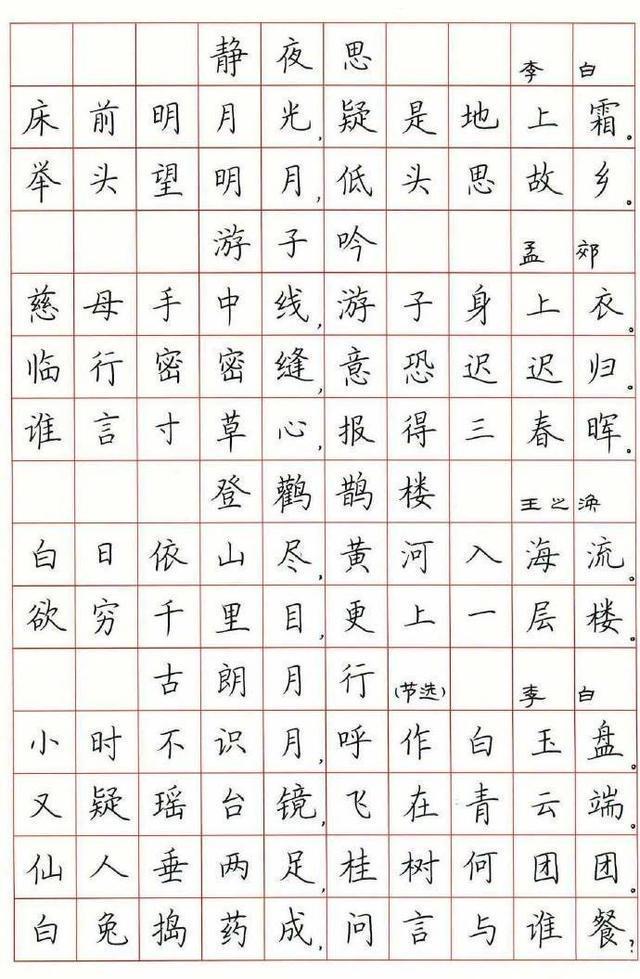 静夜思 李白
床前明月光,疑是地上霜。
举头望明月,低头思故乡。
游子吟 孟郊
慈母手中线,游子身上衣。
临行密密缝,意恐迟迟归。
谁言寸草心,报得三春晖。
登鹳鹊楼 王之涣
白日依山尽,黄河入海流。
欲穷千里目,更上一层楼。
古朗月行(节选) 李白
小时不识月,呼作白玉盘。
又疑瑶台镜,飞在青云端。
仙人垂两足,桂树何团团。
白兔捣药成,问言与谁餐?